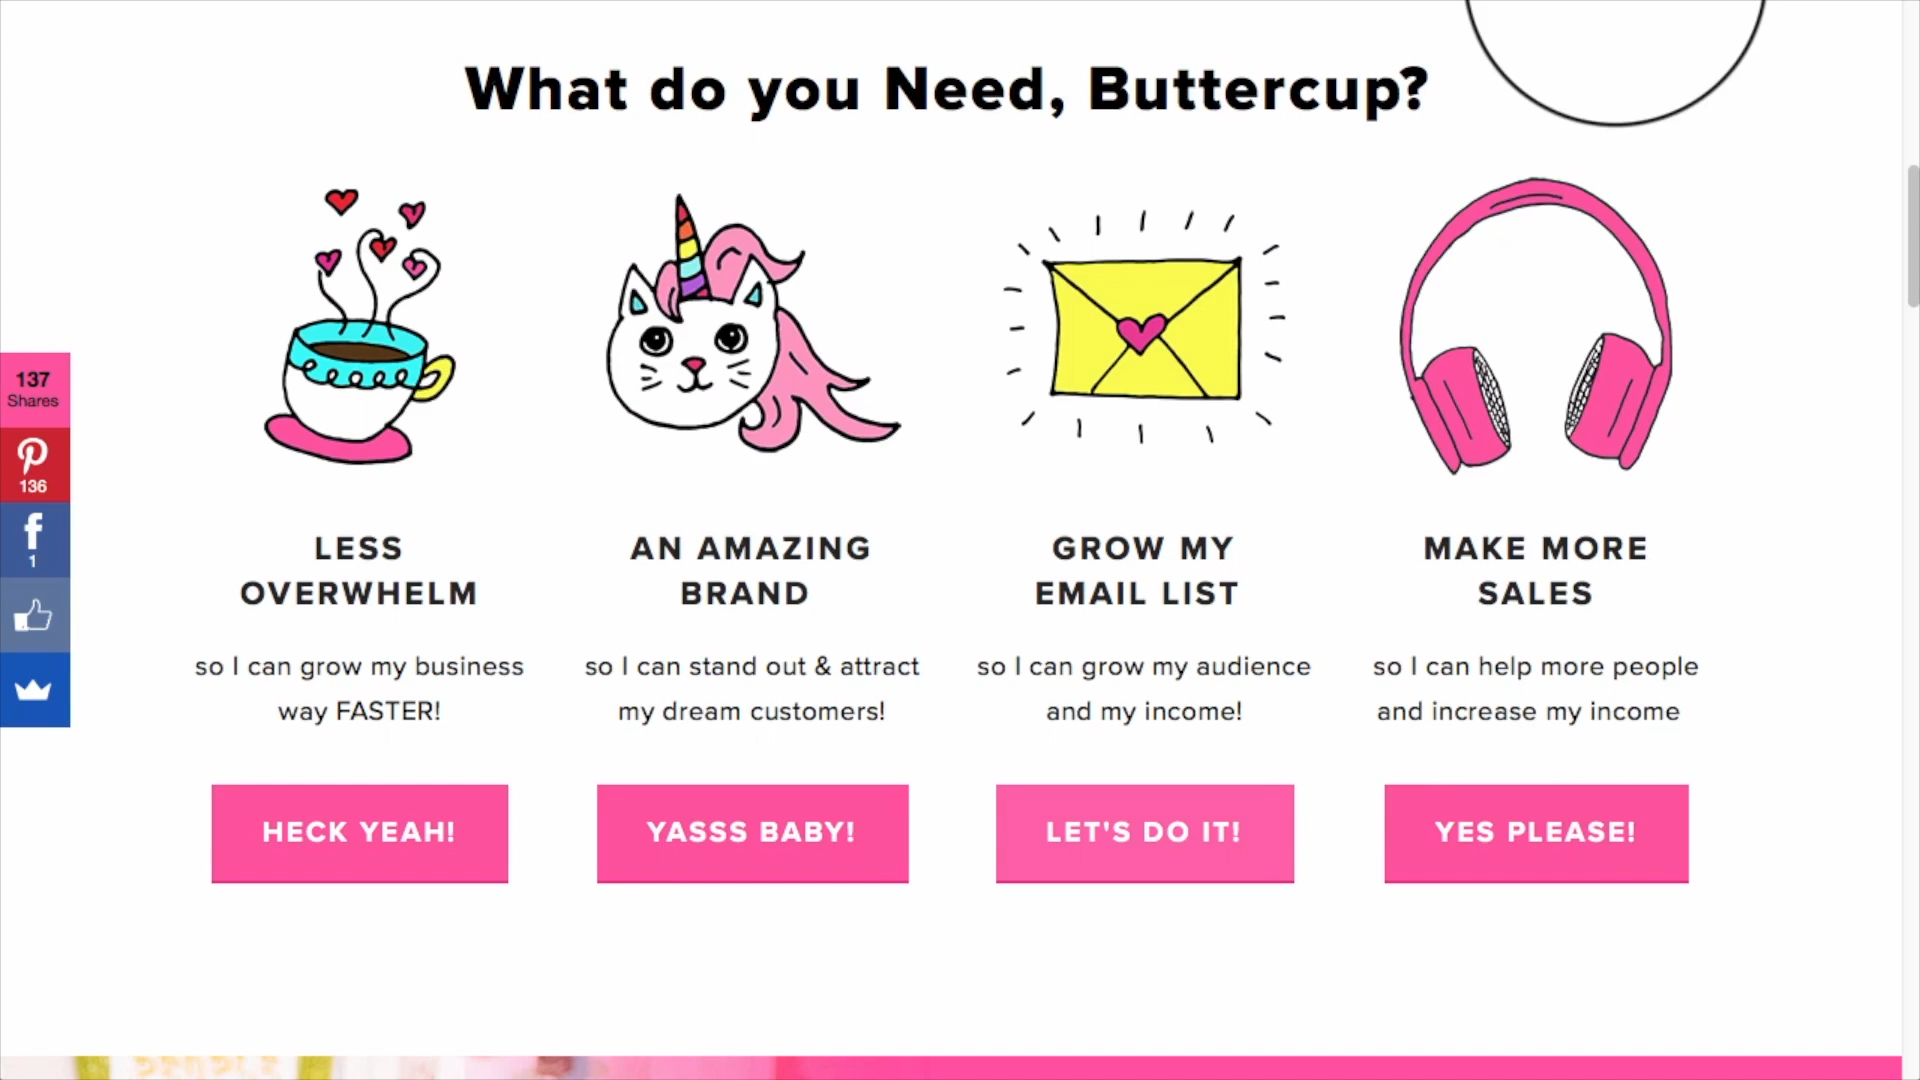 What do you Need, Buttercup?
137
Shares
136
1
LESS
OVERWHELM
so I can grow my business
way FASTER!
HECK YEAH!
AN AMAZING
BRAND
so I can stand out & attract
my dream customers!
YASSS BABY!
GROW MY
EMAIL LIST
so I can grow my audience
and my income!
LET'S DO IT!
MAKE MORE
SALES
so I can help more people
and increase my income
YES PLEASE!